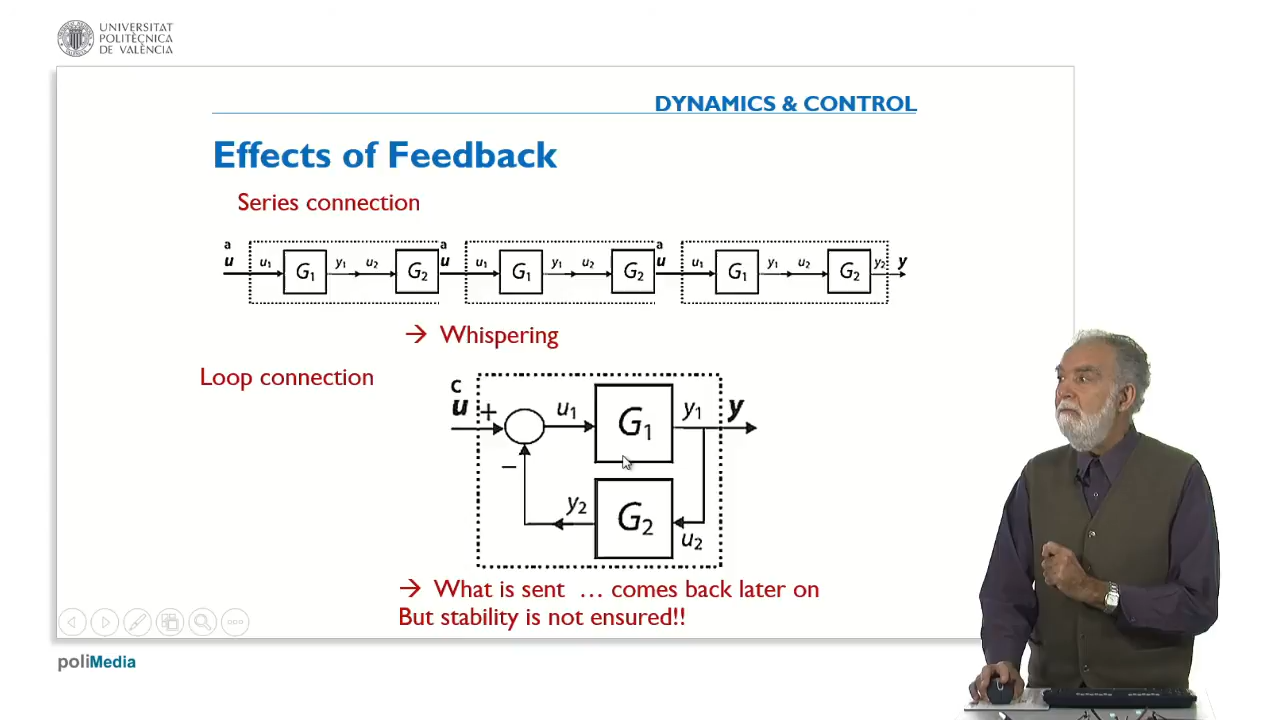 UNIVERSITAT
POLITÈCNICA
DE VALÈNCIA
DYNAMICS & CONTROL
Effects of Feedback
Series connection
a a a
u u₁ G₁ y₁ u₂ G₂ u u₁ G₁ y₁ u₂ G₂ u u₁ G₁ y₁ u₂ G₂ y₂ y
→ Whispering
Loop connection
c
u + u₁ G₁ y₁ y
− y₂ G₂ u₂
→ What is sent … comes back later on
But stability is not ensured!!
poliMedia